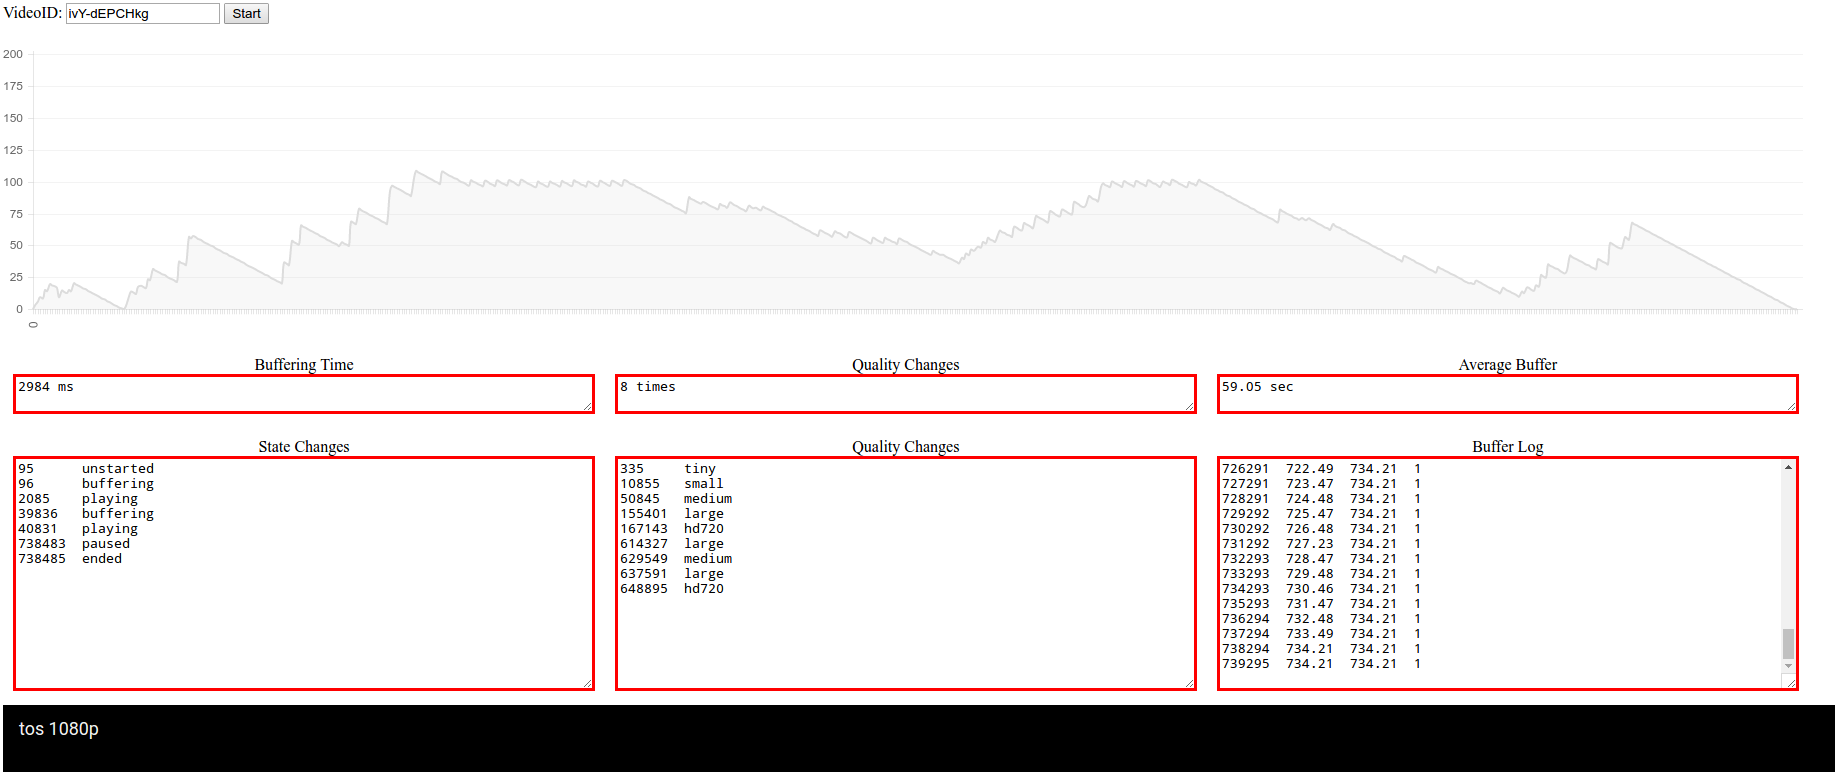 VideoID: ivY-dEPCHkg Start
200
175
150
125
100
75
50
25
0
0
Buffering Time Quality Changes Average Buffer
2984 ms 8 times 59.05 sec
State Changes Quality Changes Buffer Log
95 unstarted
96 buffering
2085 playing
39836 buffering
40831 playing
738483 paused
738485 ended
335 tiny
10855 small
50845 medium
155401 large
167143 hd720
614327 large
629549 medium
637591 large
648895 hd720
726291 722.49 734.21 1
727291 723.47 734.21 1
728291 724.48 734.21 1
729292 725.47 734.21 1
730292 726.48 734.21 1
731292 727.23 734.21 1
732293 728.47 734.21 1
733293 729.48 734.21 1
734293 730.46 734.21 1
735293 731.47 734.21 1
736294 732.48 734.21 1
737294 733.49 734.21 1
738294 734.21 734.21 1
739295 734.21 734.21 1
tos 1080p